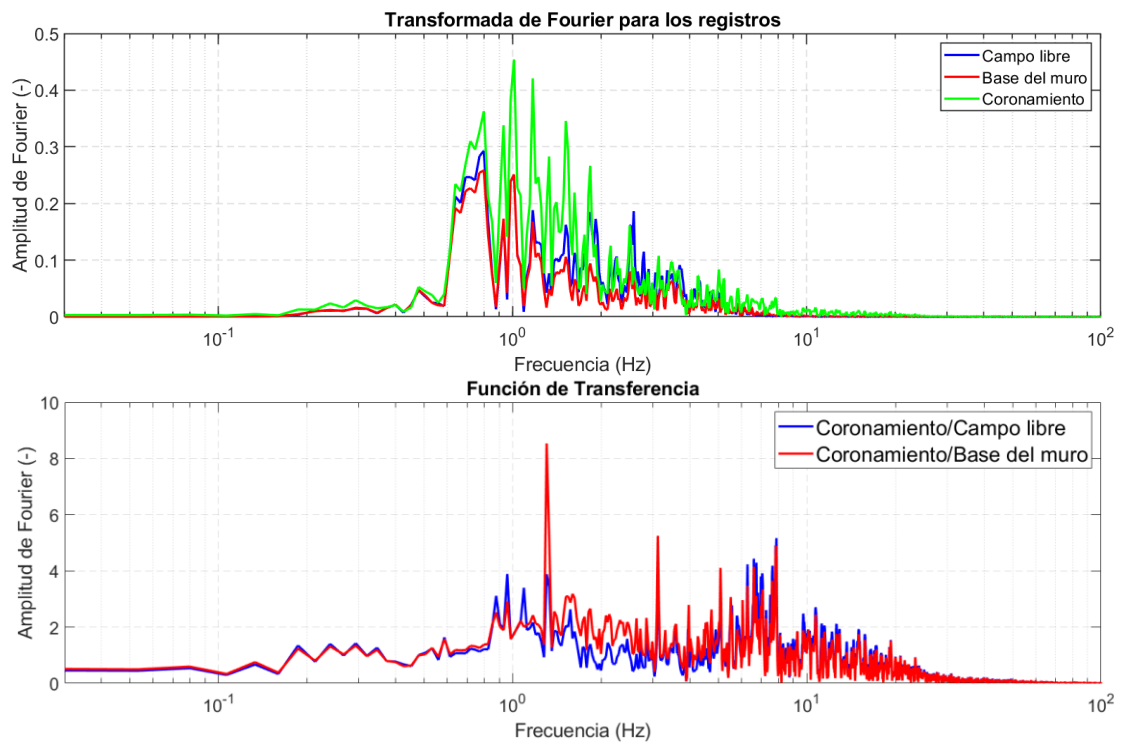 Transformada de Fourier para los registros
0.5
0.4
0.3
0.2
0.1
0
Amplitud de Fourier (-)
Campo libre
Base del muro
Coronamiento
10-1
100
101
102
Frecuencia (Hz)
Función de Transferencia
10
8
6
4
2
0
Amplitud de Fourier (-)
Coronamiento/Campo libre
Coronamiento/Base del muro
10-1
100
101
102
Frecuencia (Hz)